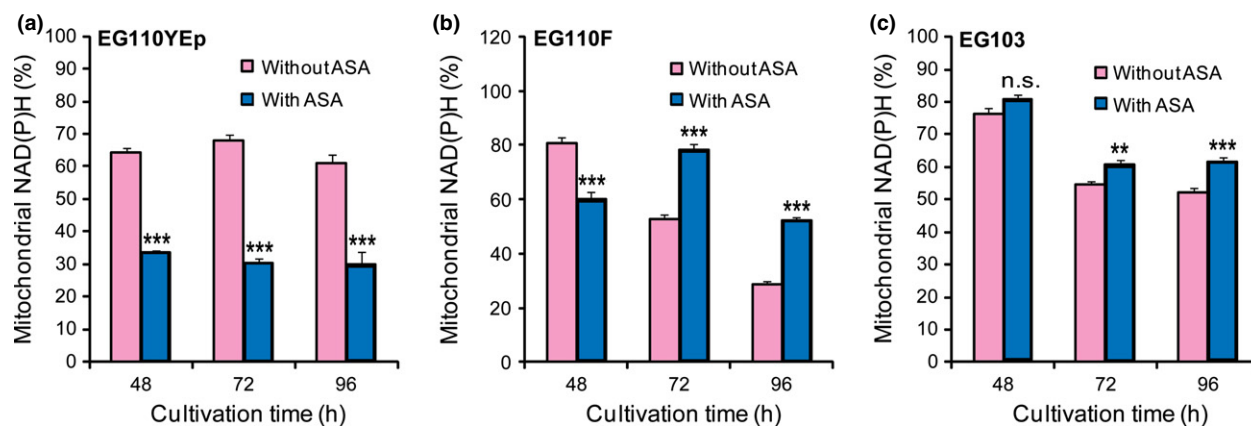 (a)
EG110YEp
100
90
80
70
60
50
40
30
20
10
0
Mitochondrial NAD(P)H (%)
Without ASA
With ASA
***
***
***
48 72 96
Cultivation time (h)
(b)
EG110F
120
100
80
60
40
20
0
Mitochondrial NAD(P)H (%)
Without ASA
With ASA
***
***
***
48 72 96
Cultivation time (h)
(c)
EG103
100
90
80
70
60
50
40
30
20
10
0
Mitochondrial NAD(P)H (%)
Without ASA
With ASA
n.s.
**
***
48 72 96
Cultivation time (h)